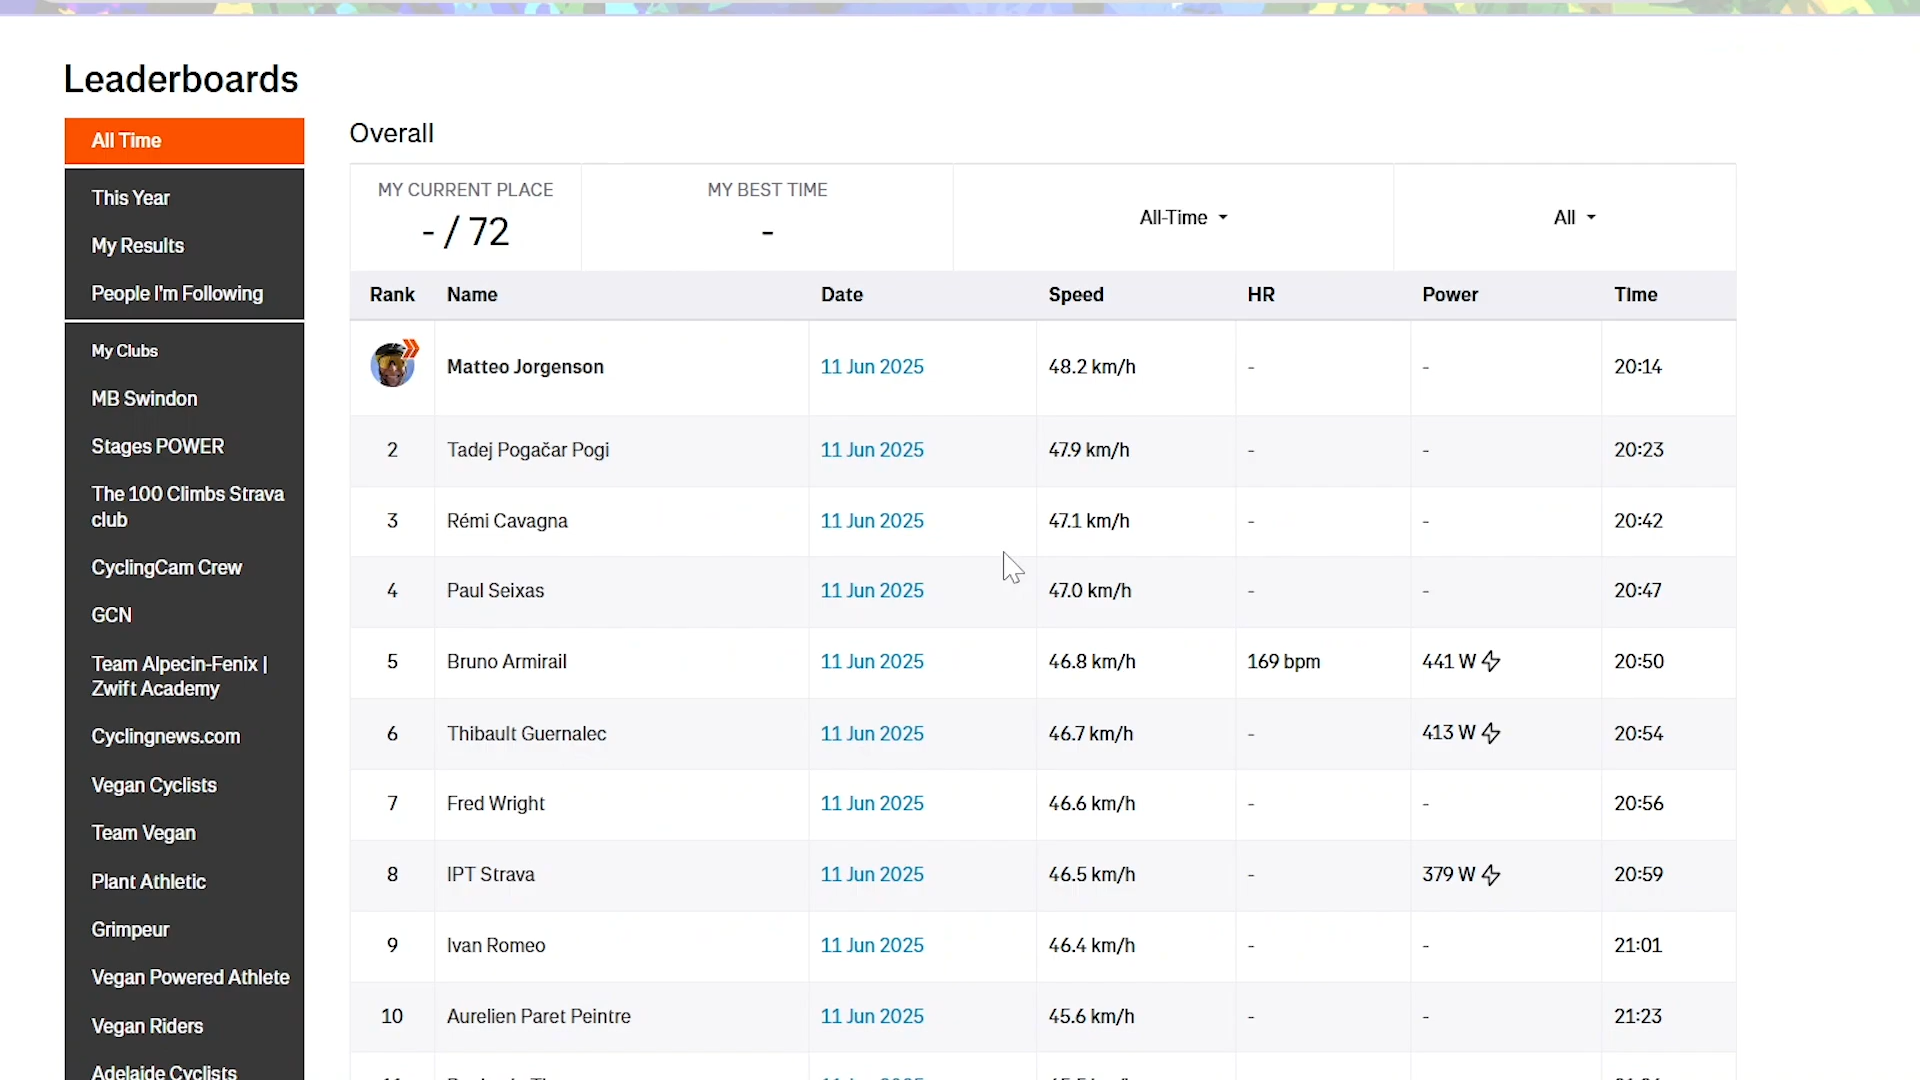 Leaderboards
All Time
This Year
My Results
People I'm Following
My Clubs
MB Swindon
Stages POWER
The 100 Climbs Strava
club
CyclingCam Crew
GCN
Team Alpecin-Fenix |
Zwift Academy
Cyclingnews.com
Vegan Cyclists
Team Vegan
Plant Athletic
Grimpeur
Vegan Powered Athlete
Vegan Riders
Adelaide Cyclists
Overall
MY CURRENT PLACE MY BEST TIME
- / 72 - All-Time All
Rank Name Date Speed HR Power TIme
Matteo Jorgenson 11 Jun 2025 48.2 km/h - - 20:14
2 Tadej Pogačar Pogi 11 Jun 2025 47.9 km/h - - 20:23
3 Rémi Cavagna 11 Jun 2025 47.1 km/h - - 20:42
4 Paul Seixas 11 Jun 2025 47.0 km/h - - 20:47
5 Bruno Armirail 11 Jun 2025 46.8 km/h 169 bpm 441 W 20:50
6 Thibault Guernalec 11 Jun 2025 46.7 km/h - 413 W 20:54
7 Fred Wright 11 Jun 2025 46.6 km/h - - 20:56
8 IPT Strava 11 Jun 2025 46.5 km/h - 379 W 20:59
9 Ivan Romeo 11 Jun 2025 46.4 km/h - - 21:01
10 Aurelien Paret Peintre 11 Jun 2025 45.6 km/h - - 21:23